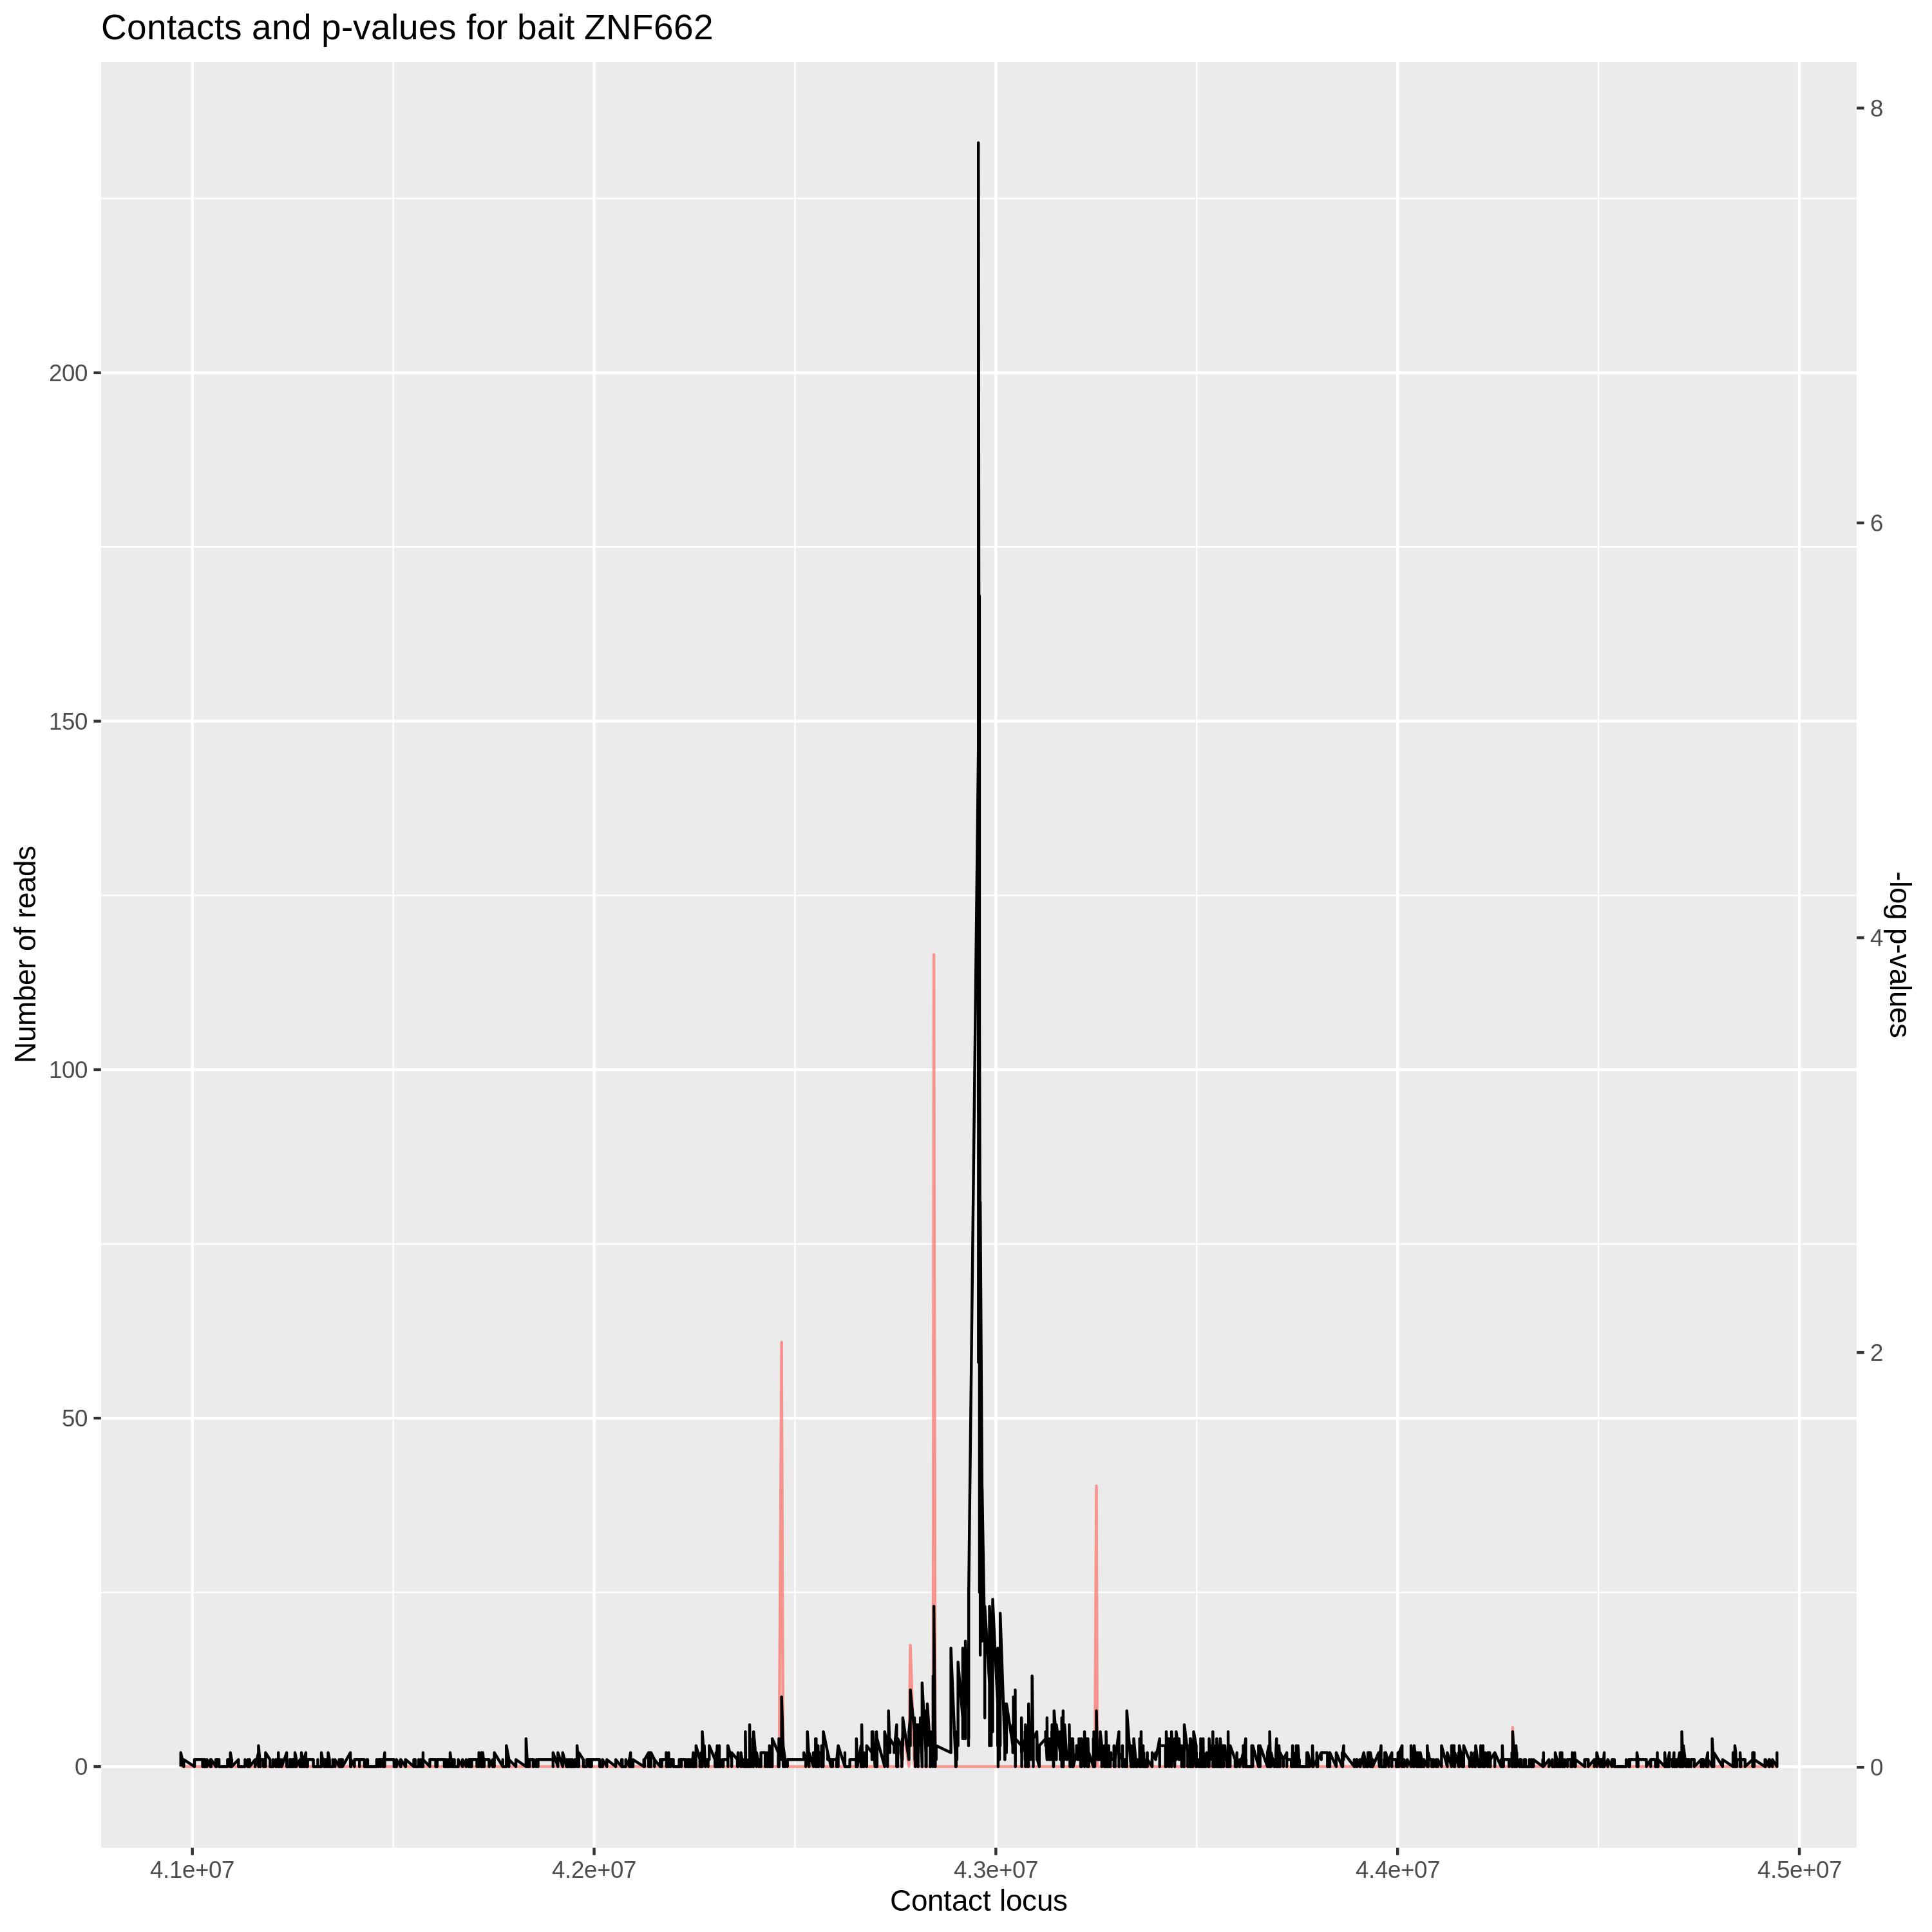 Contacts and p-values for bait ZNF662
Number of reads
200
150
100
50
0
8
6
4
2
0
-log p-values
4.1e+07
4.2e+07
4.3e+07
4.4e+07
4.5e+07
Contact locus